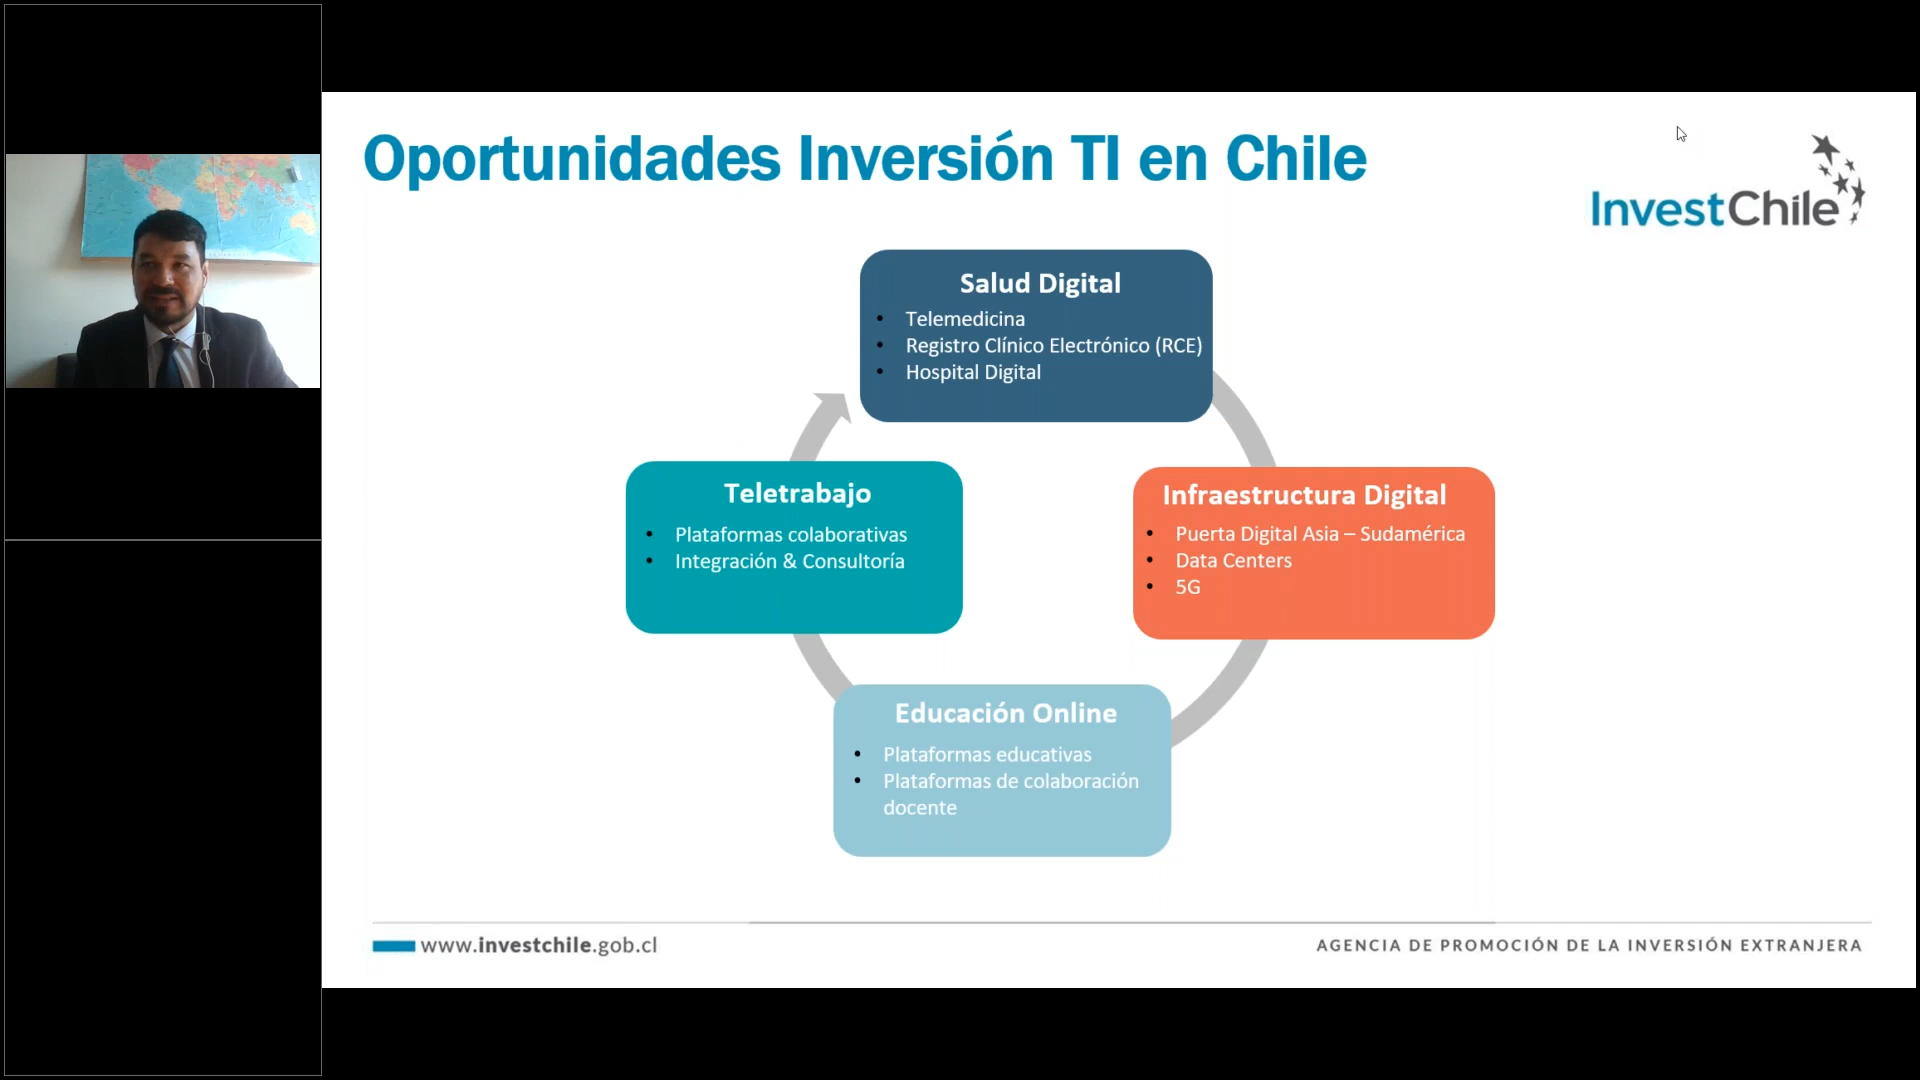 Oportunidades Inversión TI en Chile
InvestChile
Salud Digital
• Telemedicina
• Registro Clínico Electrónico (RCE)
• Hospital Digital
Teletrabajo
• Plataformas colaborativas
• Integración & Consultoría
Infraestructura Digital
• Puerta Digital Asia – Sudamérica
• Data Centers
• 5G
Educación Online
• Plataformas educativas
• Plataformas de colaboración
docente
www.investchile.gob.cl
AGENCIA DE PROMOCIÓN DE LA INVERSIÓN EXTRANJERA